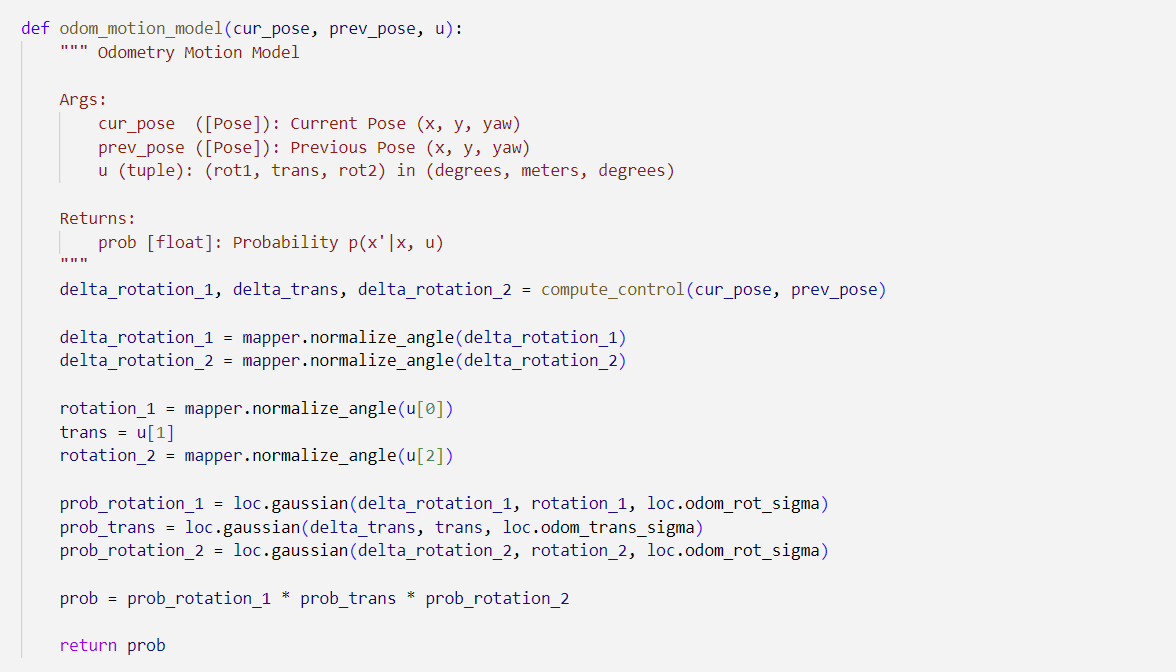 def odom_motion_model(cur_pose, prev_pose, u):
    """ Odometry Motion Model

    Args:
        cur_pose  ([Pose]): Current Pose (x, y, yaw)
        prev_pose ([Pose]): Previous Pose (x, y, yaw)
        u (tuple): (rot1, trans, rot2) in (degrees, meters, degrees)

    Returns:
        prob [float]: Probability p(x'|x, u)
    """
    delta_rotation_1, delta_trans, delta_rotation_2 = compute_control(cur_pose, prev_pose)

    delta_rotation_1 = mapper.normalize_angle(delta_rotation_1)
    delta_rotation_2 = mapper.normalize_angle(delta_rotation_2)

    rotation_1 = mapper.normalize_angle(u[0])
    trans = u[1]
    rotation_2 = mapper.normalize_angle(u[2])

    prob_rotation_1 = loc.gaussian(delta_rotation_1, rotation_1, loc.odom_rot_sigma)
    prob_trans = loc.gaussian(delta_trans, trans, loc.odom_trans_sigma)
    prob_rotation_2 = loc.gaussian(delta_rotation_2, rotation_2, loc.odom_rot_sigma)

    prob = prob_rotation_1 * prob_trans * prob_rotation_2

    return prob